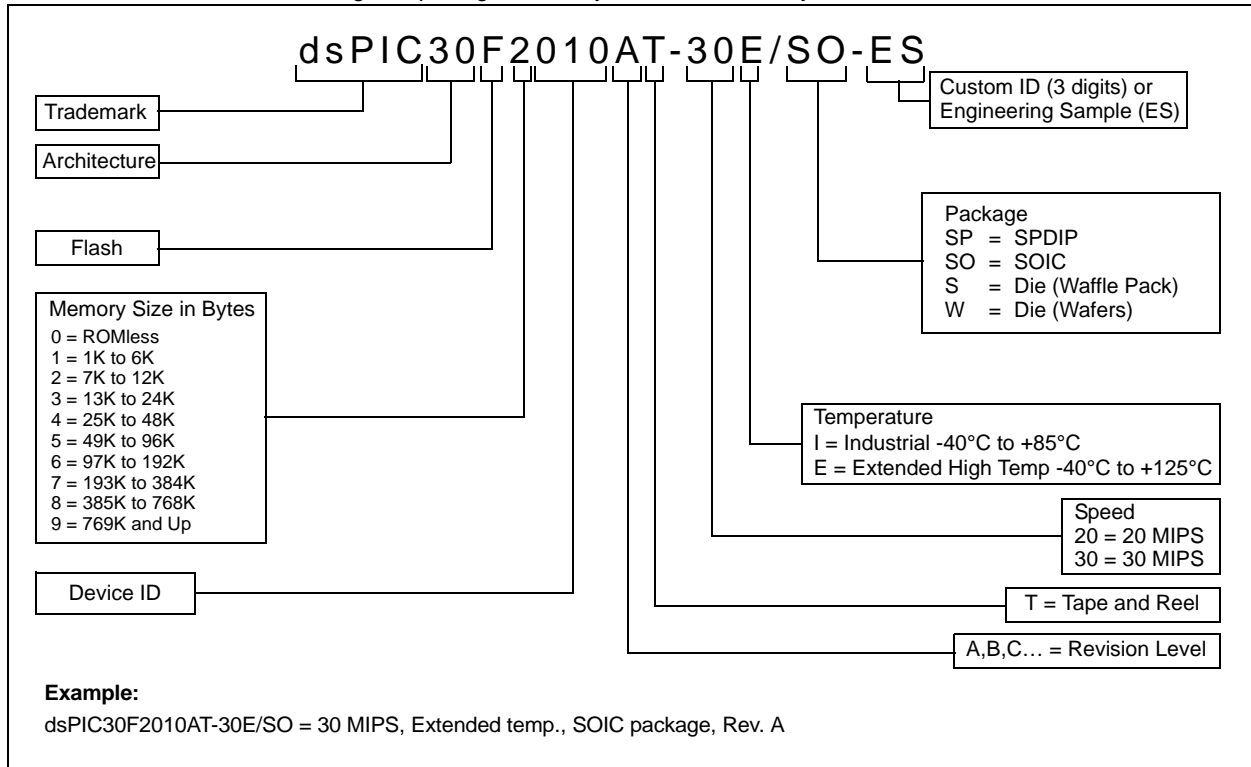 dsPIC30F2010AT-30E/SO-ES
Trademark
Architecture
Flash
Memory Size in Bytes
0 = ROMless
1 = 1K to 6K
2 = 7K to 12K
3 = 13K to 24K
4 = 25K to 48K
5 = 49K to 96K
6 = 97K to 192K
7 = 193K to 384K
8 = 385K to 768K
9 = 769K and Up
Device ID
Custom ID (3 digits) or
Engineering Sample (ES)
Package
SP = SPDIP
SO = SOIC
S = Die (Waffle Pack)
W = Die (Wafers)
Temperature
I = Industrial -40°C to +85°C
E = Extended High Temp -40°C to +125°C
Speed
20 = 20 MIPS
30 = 30 MIPS
T = Tape and Reel
A,B,C… = Revision Level
Example:
dsPIC30F2010AT-30E/SO = 30 MIPS, Extended temp., SOIC package, Rev. A